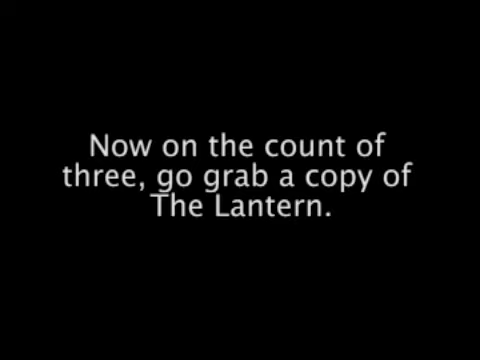 Now on the count of
three, go grab a copy of
The Lantern.